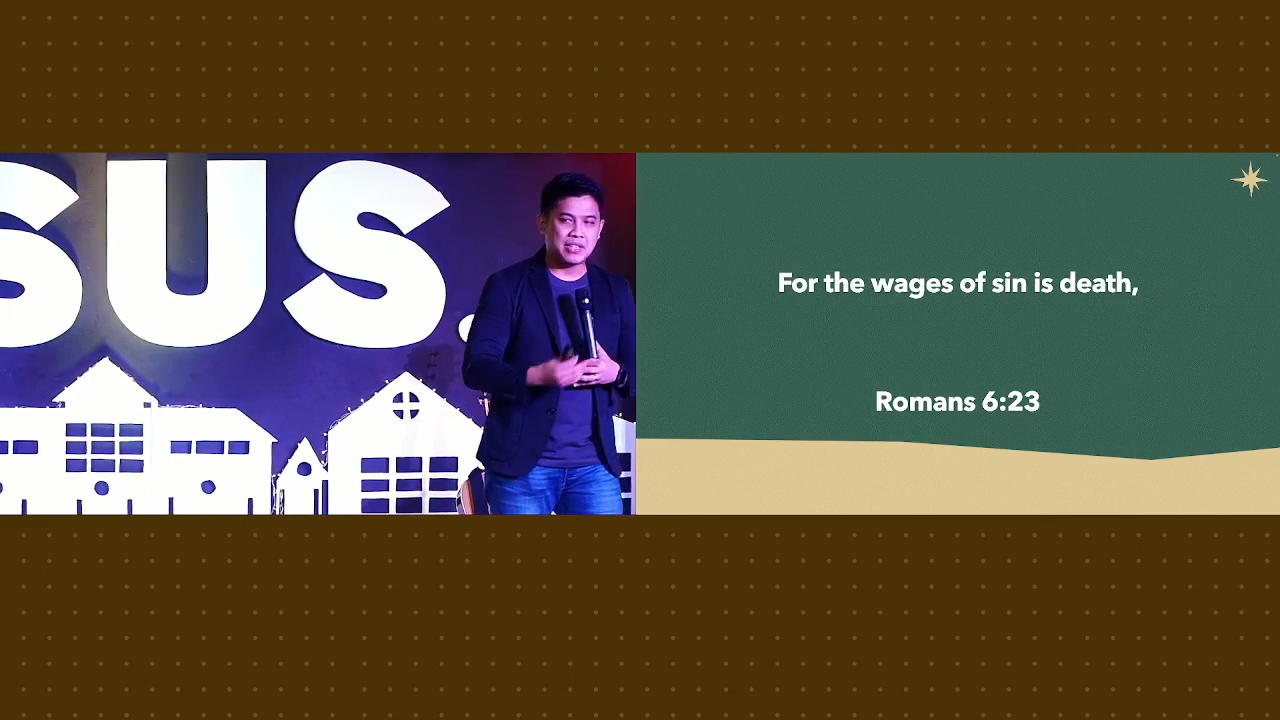 SUS.
For the wages of sin is death,
Romans 6:23